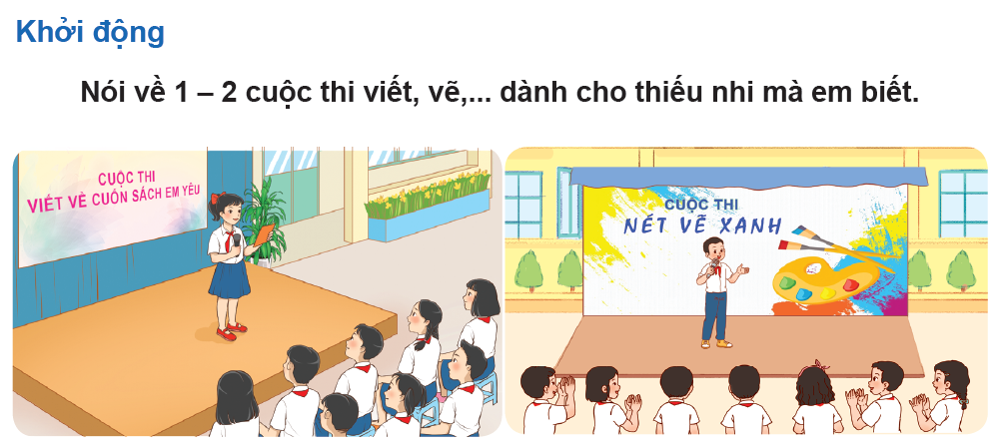 Khởi động
Nói về 1 – 2 cuộc thi viết, vẽ,... dành cho thiếu nhi mà em biết.
CUỘC THI
VIẾT VỀ CUỐN SÁCH EM YÊU
CUỘC THI
NÉT VẼ XANH